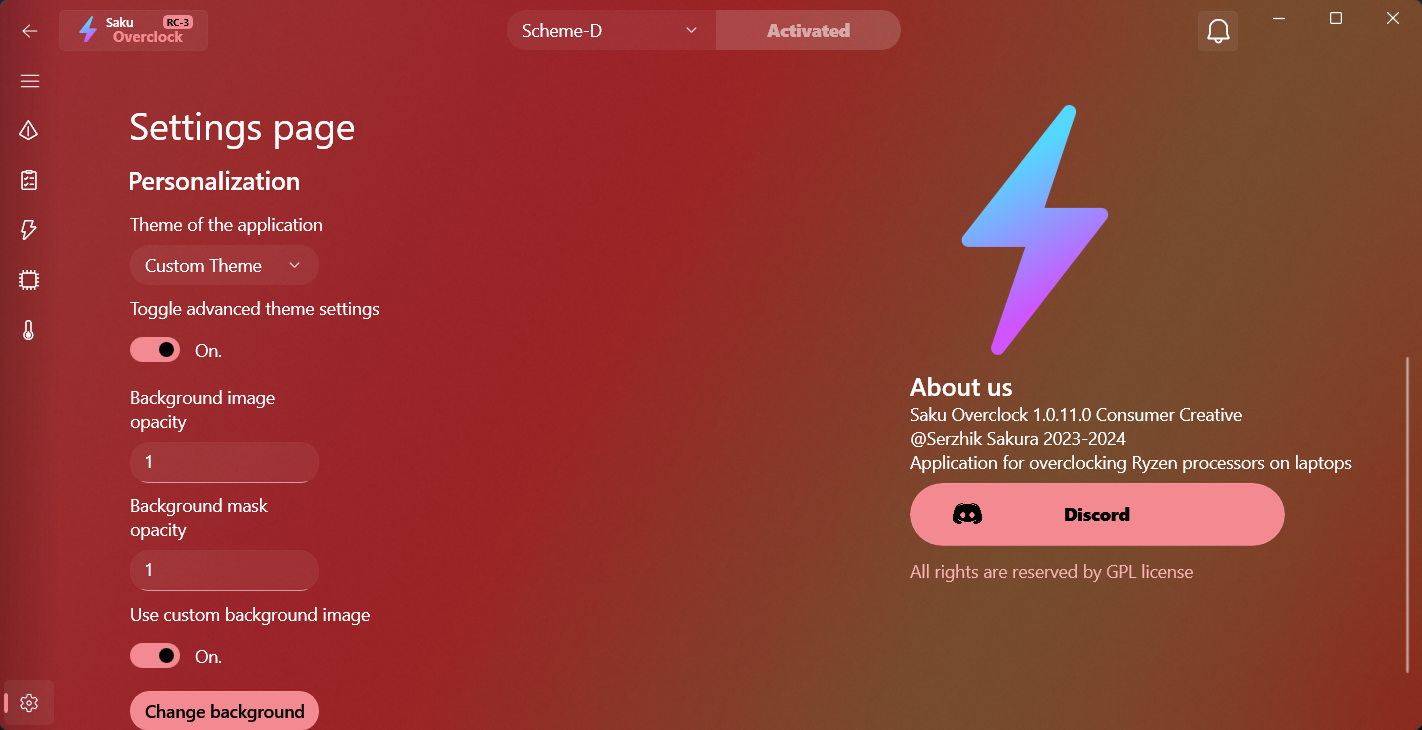 Saku
RC-3
Overclock
Scheme-D
Activated
Settings page
Personalization
Theme of the application
Custom Theme
Toggle advanced theme settings
On.
Background image
opacity
1
Background mask
opacity
1
Use custom background image
On.
Change background
About us
Saku Overclock 1.0.11.0 Consumer Creative
@Serzhik Sakura 2023-2024
Application for overclocking Ryzen processors on laptops
Discord
All rights are reserved by GPL license